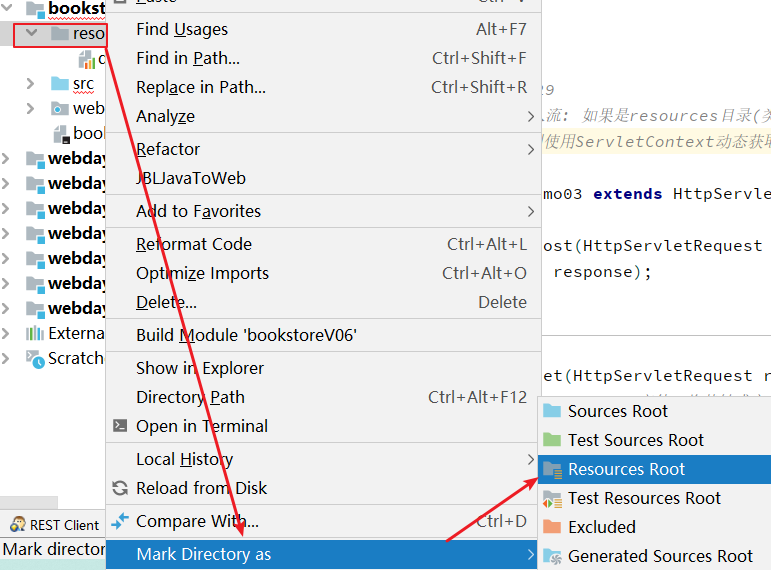 bookst
Find Usages Alt+F7
reso
Find in Path... Ctrl+Shift+F
Replace in Path... Ctrl+Shift+R
src
Analyze
web
Refactor
boo
JBLJavaToWeb
webday
webday
webday
webday
webday
webday
webday
Externa
Scratch
Add to Favorites
Reformat Code Ctrl+Alt+L
Optimize Imports Ctrl+Alt+O
Delete... Delete
Build Module 'bookstoreV06'
Show in Explorer
Directory Path Ctrl+Alt+F12
Open in Terminal
Local History
Reload from Disk
Compare With... Ctrl+D
Mark Directory as
REST Client
Mark director
29
流: 如果是resources目录(类
使用ServletContext动态获取
mo03 extends HttpServle
ost(HttpServletRequest
response);
et(HttpServletRequest r
Sources Root
Test Sources Root
Resources Root
Test Resources Root
Excluded
Generated Sources Root